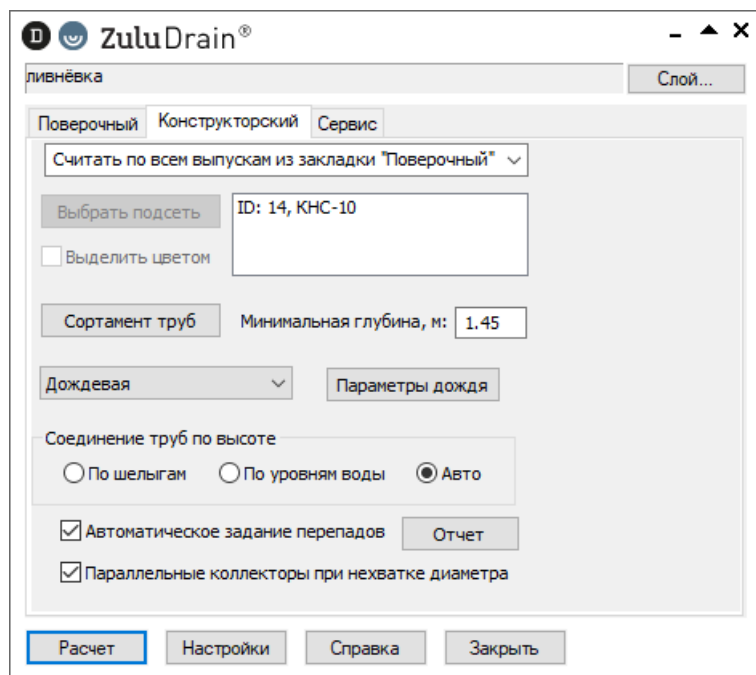 D ZuluDrain®
ливнёвка Слой...
Поверочный Конструкторский Сервис
Считать по всем выпускам из закладки "Поверочный"
Выбрать подсеть ID: 14, КНС-10
Выделить цветом
Сортамент труб Минимальная глубина, м: 1.45
Дождевая Параметры дождя
Соединение труб по высоте
По шелыгам По уровням воды Авто
Автоматическое задание перепадов Отчет
Параллельные коллекторы при нехватке диаметра
Расчет Настройки Справка Закрыть